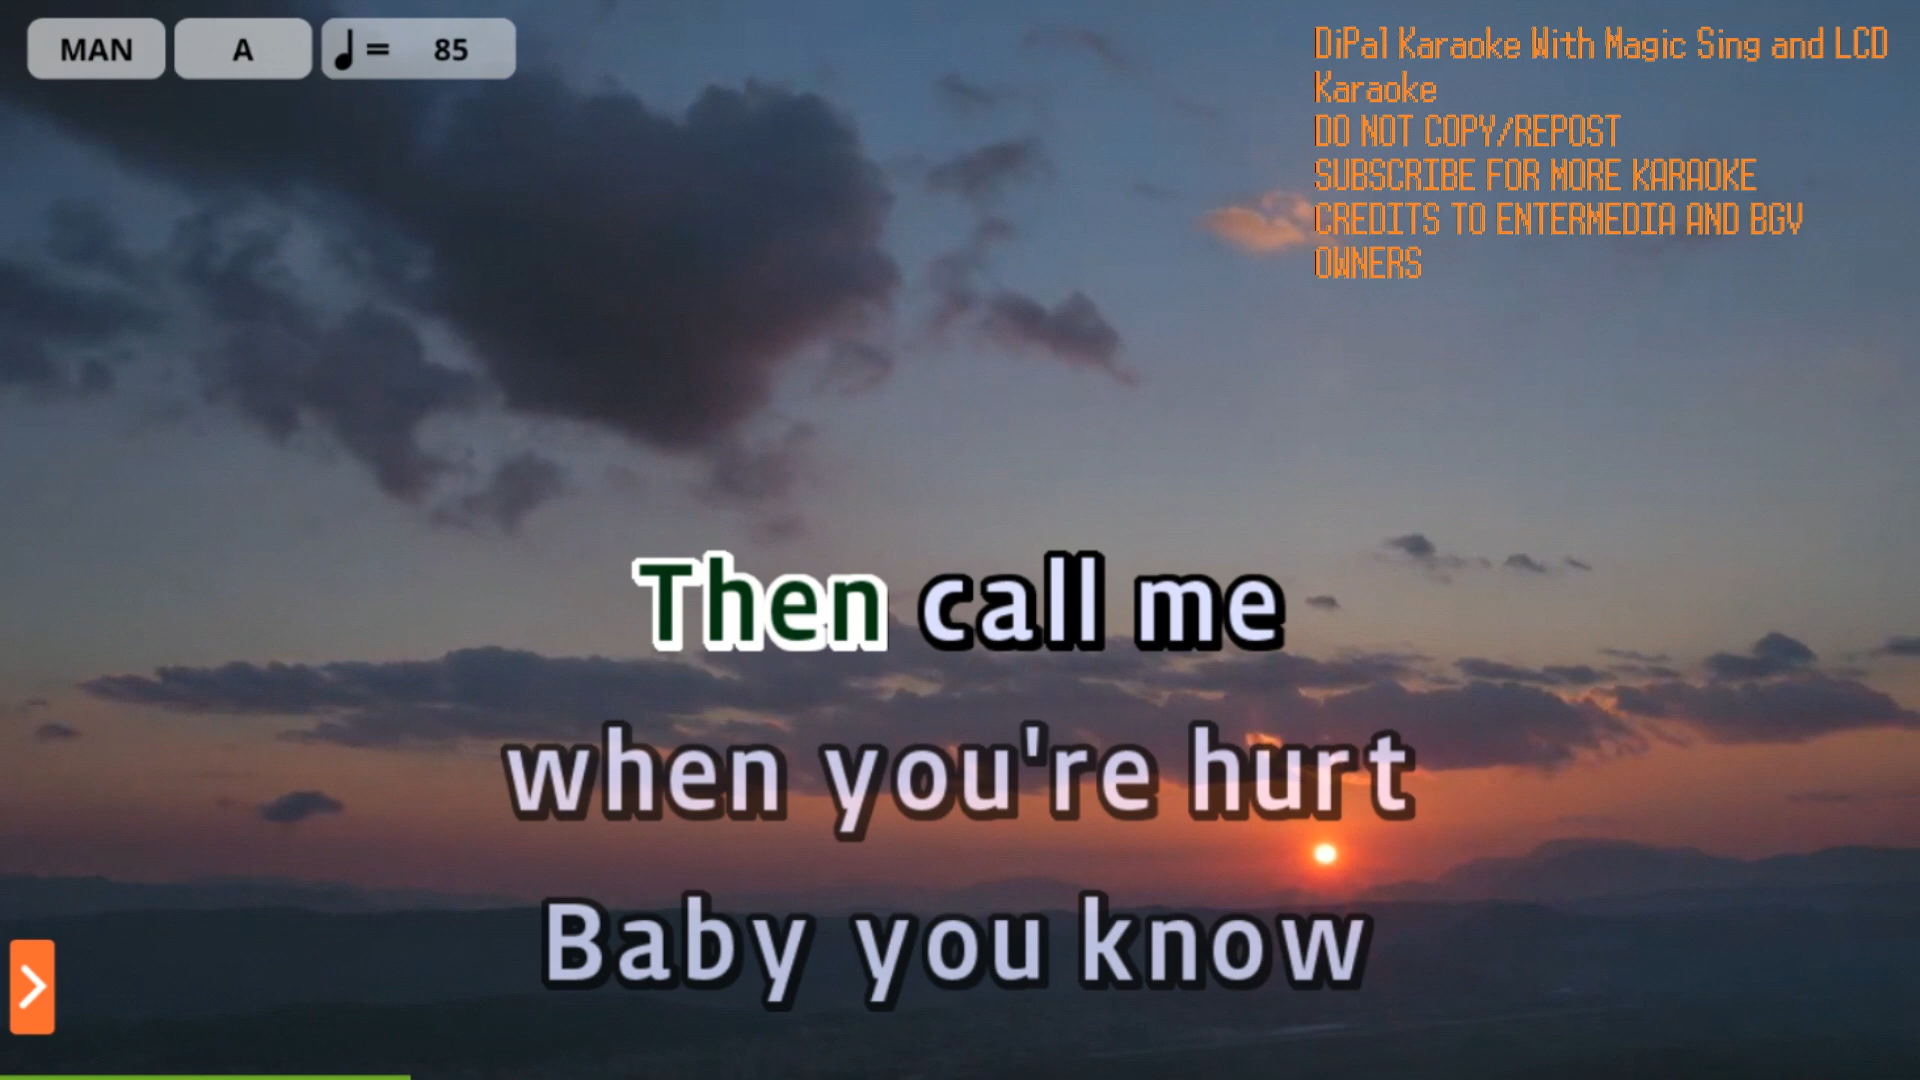 MAN A ♩= 85
DiPal Karaoke With Magic Sing and LCD
Karaoke
DO NOT COPY/REPOST
SUBSCRIBE FOR MORE KARAOKE
CREDITS TO ENTERMEDIA AND BGV
OWNERS
Then call me
when you're hurt
Baby you know